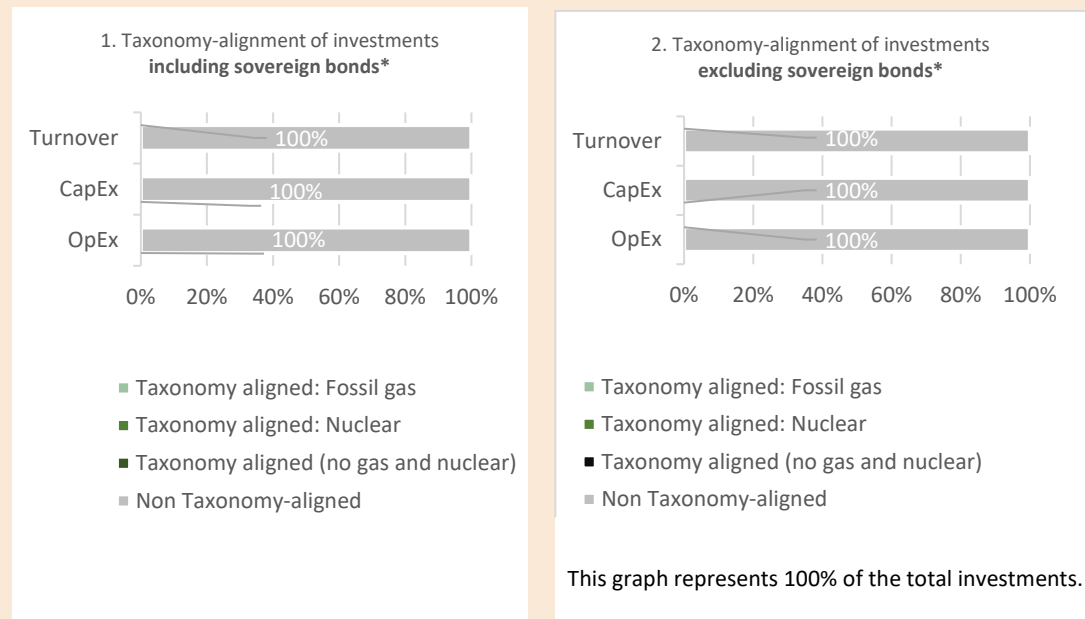 1. Taxonomy-alignment of investments
including sovereign bonds*
Turnover
100%
CapEx
100%
OpEx
100%
0% 20% 40% 60% 80% 100%
Taxonomy aligned: Fossil gas
Taxonomy aligned: Nuclear
Taxonomy aligned (no gas and nuclear)
Non Taxonomy-aligned
2. Taxonomy-alignment of investments
excluding sovereign bonds*
Turnover
100%
CapEx
100%
OpEx
100%
0% 20% 40% 60% 80% 100%
Taxonomy aligned: Fossil gas
Taxonomy aligned: Nuclear
Taxonomy aligned (no gas and nuclear)
Non Taxonomy-aligned
This graph represents 100% of the total investments.